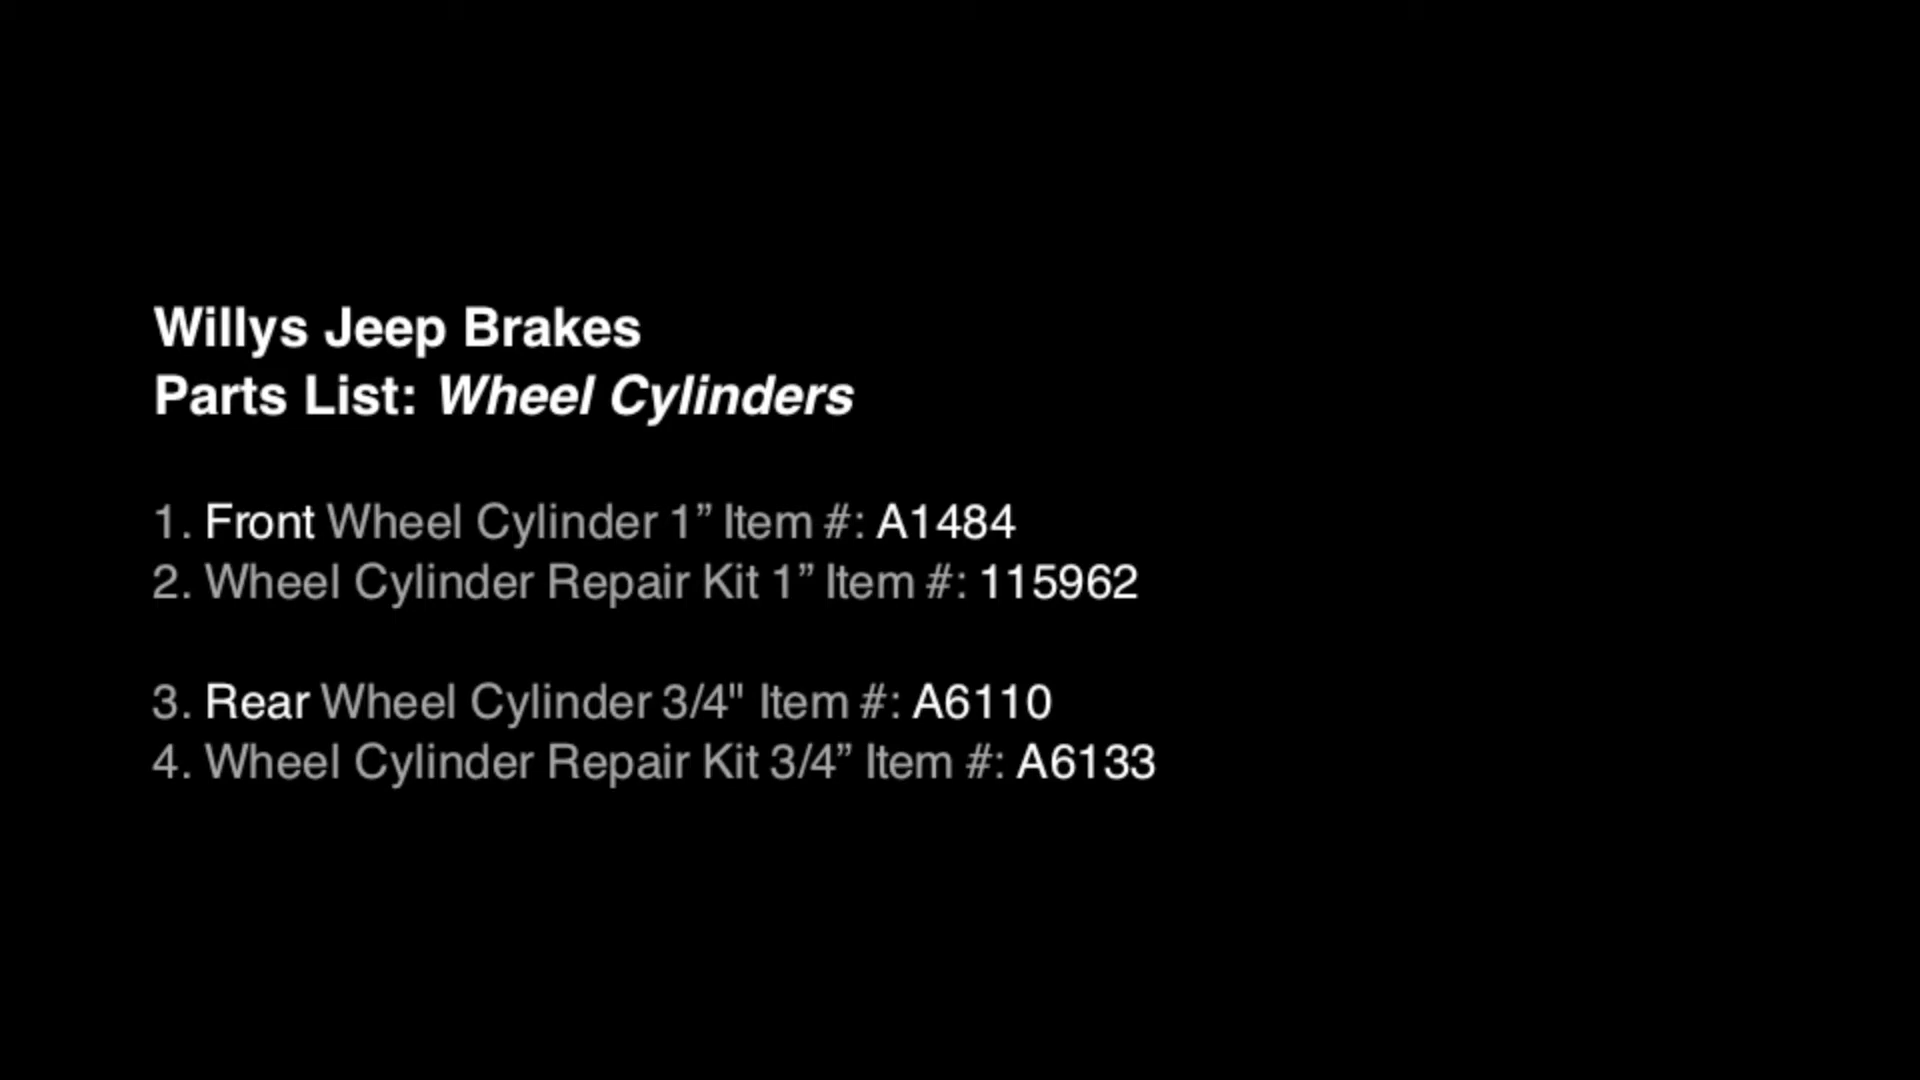 Willys Jeep Brakes
Parts List: Wheel Cylinders
1. Front Wheel Cylinder 1” Item #: A1484
2. Wheel Cylinder Repair Kit 1” Item #: 115962
3. Rear Wheel Cylinder 3/4" Item #: A6110
4. Wheel Cylinder Repair Kit 3/4” Item #: A6133